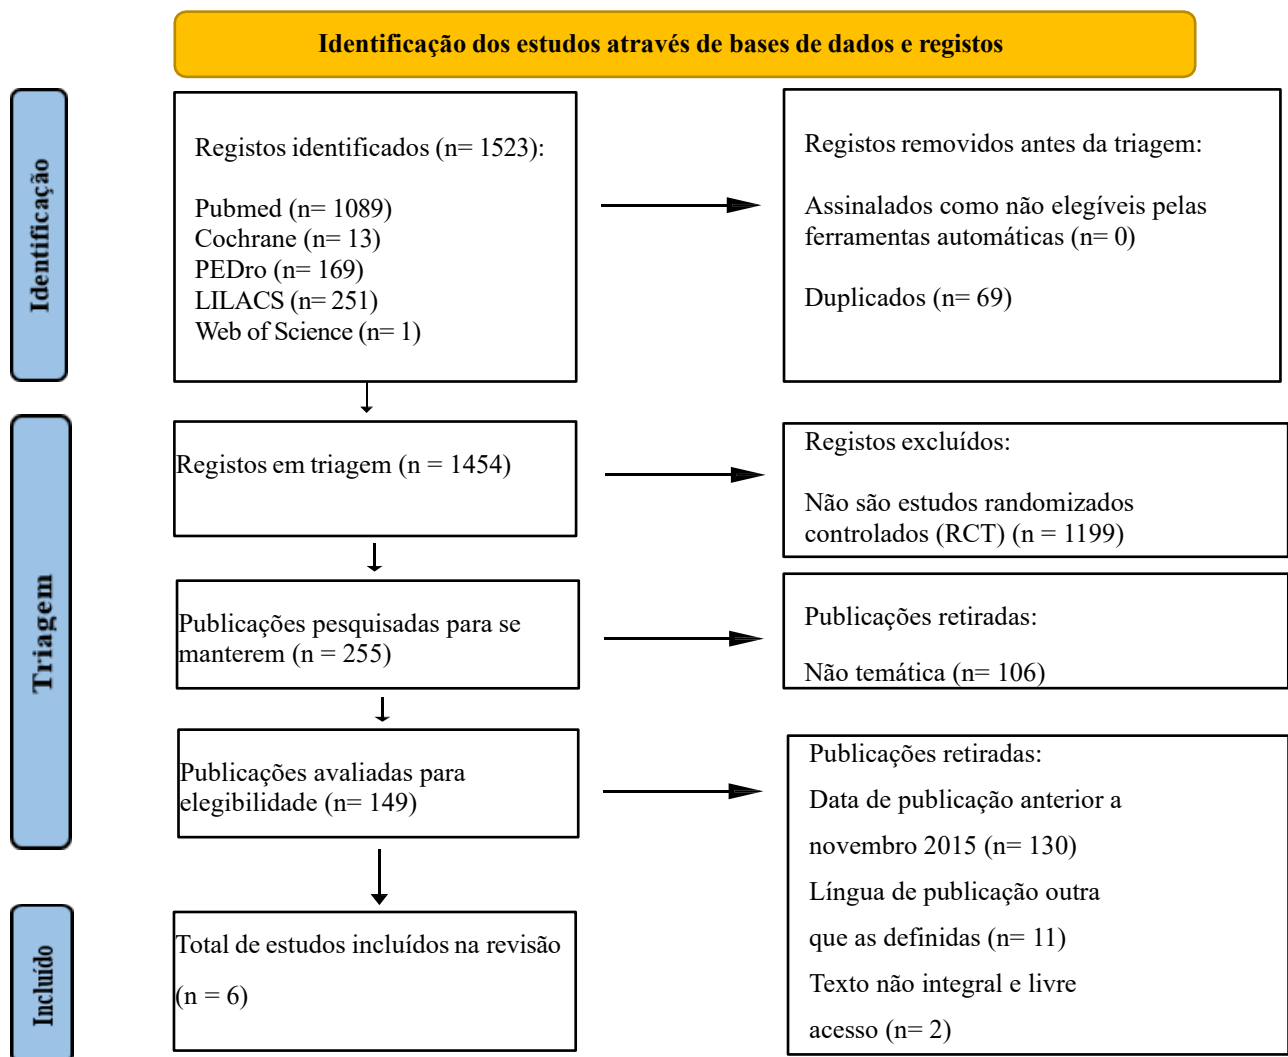 Identificação dos estudos através de bases de dados e registos
Identificação
Registos identificados (n= 1523):
Pubmed (n= 1089)
Cochrane (n= 13)
PEDro (n= 169)
LILACS (n= 251)
Web of Science (n= 1)
Registos removidos antes da triagem:
Assinalados como não elegíveis pelas
ferramentas automáticas (n= 0)
Duplicados (n= 69)
Triagem
Registos em triagem (n = 1454)
Registos excluídos:
Não são estudos randomizados
controlados (RCT) (n = 1199)
Publicações pesquisadas para se
manterem (n = 255)
Publicações retiradas:
Não temática (n= 106)
Publicações avaliadas para
elegibilidade (n= 149)
Publicações retiradas:
Data de publicação anterior a
novembro 2015 (n= 130)
Língua de publicação outra
que as definidas (n= 11)
Texto não integral e livre
acesso (n= 2)
Incluído
Total de estudos incluídos na revisão
(n = 6)